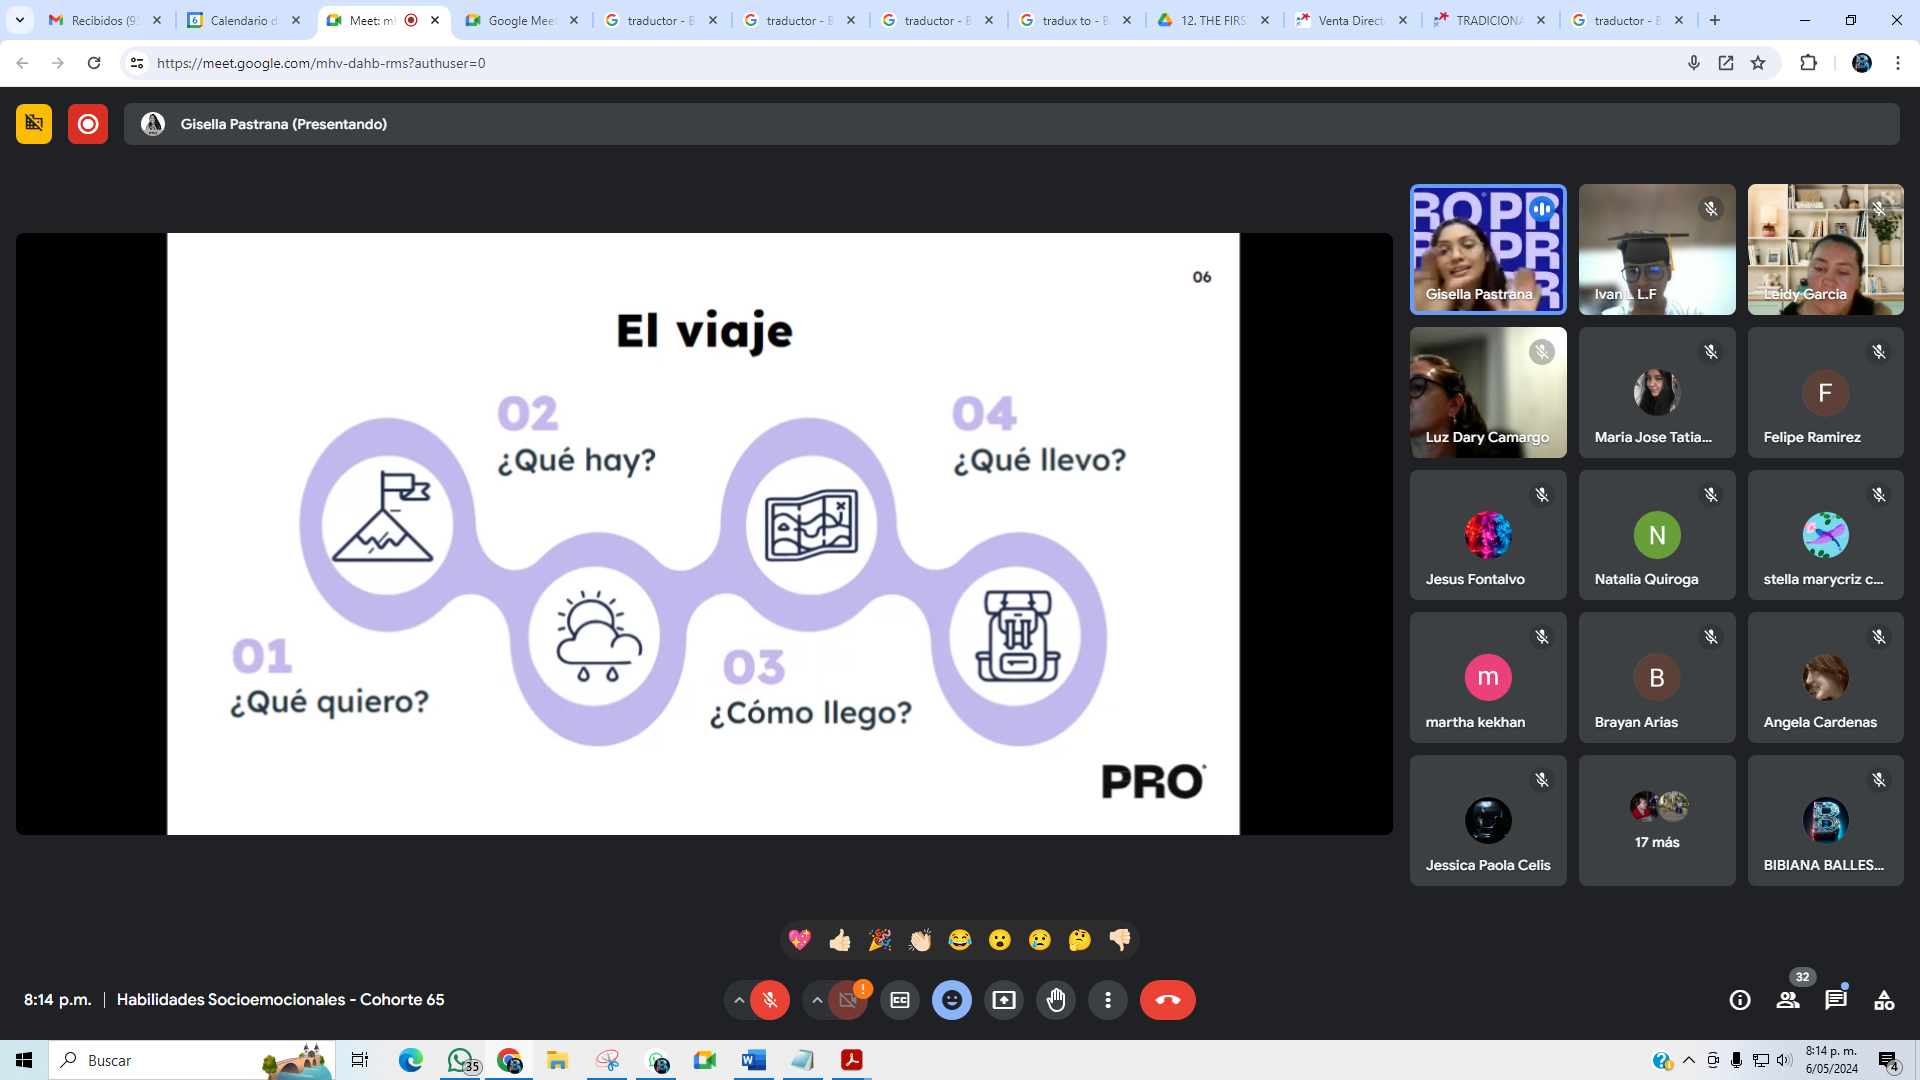 Recibidos (95
Calendario d
Meet: mh
Google Mee
traductor - B
traductor - B
traductor - B
tradux to - B
12. THE FIRS
Venta Direct
TRADICIONA
traductor - B
https://meet.google.com/mhv-dahb-rms?authuser=0
Gisella Pastrana (Presentando)
06
El viaje
02
¿Qué hay?
04
¿Qué llevo?
01
¿Qué quiero?
03
¿Cómo llego?
PRO
Gisella Pastrana
Ivan L L.F
Leidy Garcia
Luz Dary Camargo
Maria Jose Tatia...
F
Felipe Ramirez
Jesus Fontalvo
N
Natalia Quiroga
stella marycriz c...
m
martha kekhan
B
Brayan Arias
Angela Cardenas
Jessica Paola Celis
17 más
BIBIANA BALLES...
8:14 p.m. | Habilidades Socioemocionales - Cohorte 65
32
Buscar
35
8:14 p. m.
6/05/2024
4